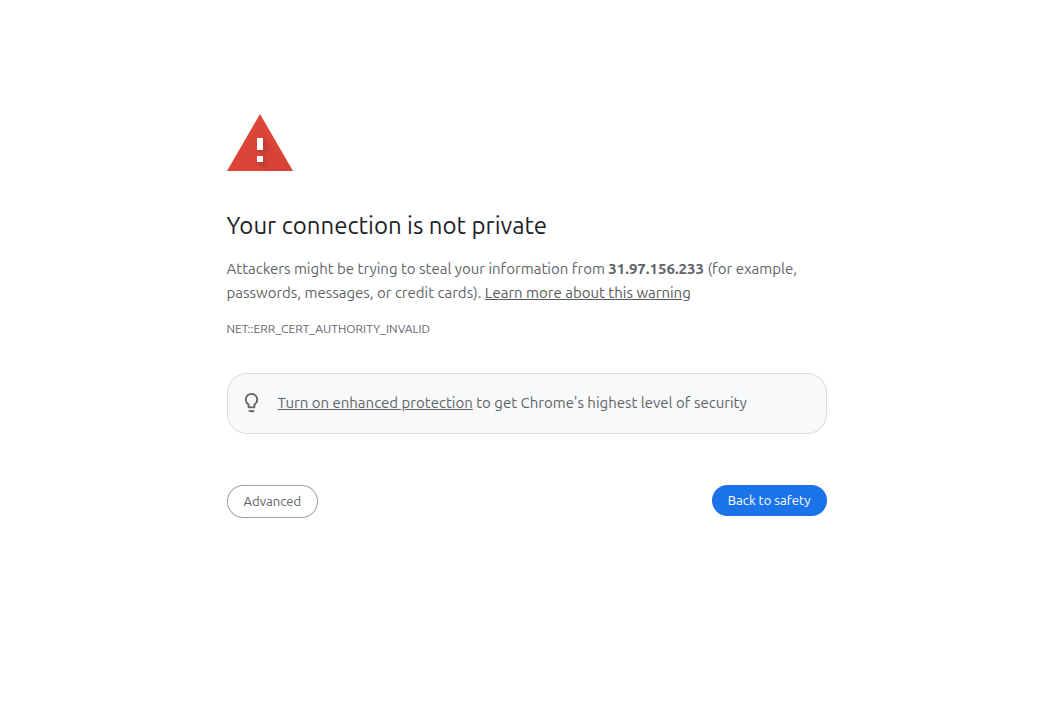 Your connection is not private
Attackers might be trying to steal your information from 31.97.156.233 (for example,
passwords, messages, or credit cards). Learn more about this warning
NET::ERR_CERT_AUTHORITY_INVALID
Turn on enhanced protection to get Chrome's highest level of security
Advanced
Back to safety